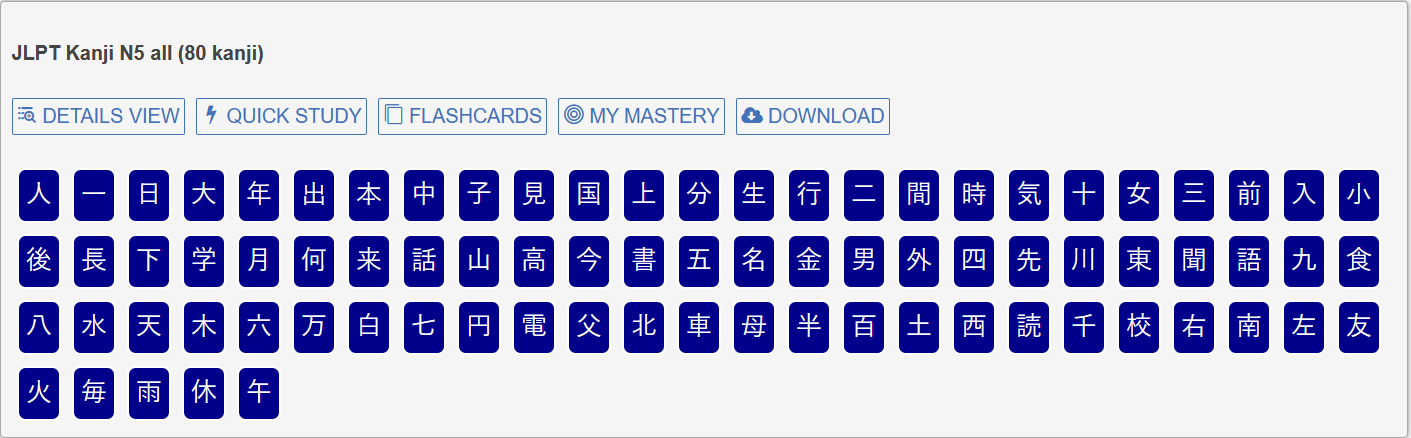 JLPT Kanji N5 all (80 kanji)
DETAILS VIEW QUICK STUDY FLASHCARDS MY MASTERY DOWNLOAD
人 一 日 大 年 出 本 中 子 見 国 上 分 生 行 二 間 時 気 十 女 三 前 入 小
後 長 下 学 月 何 来 話 山 高 今 書 五 名 金 男 外 四 先 川 東 聞 語 九 食
八 水 天 木 六 万 白 七 円 電 父 北 車 母 半 百 土 西 読 千 校 右 南 左 友
火 毎 雨 休 午